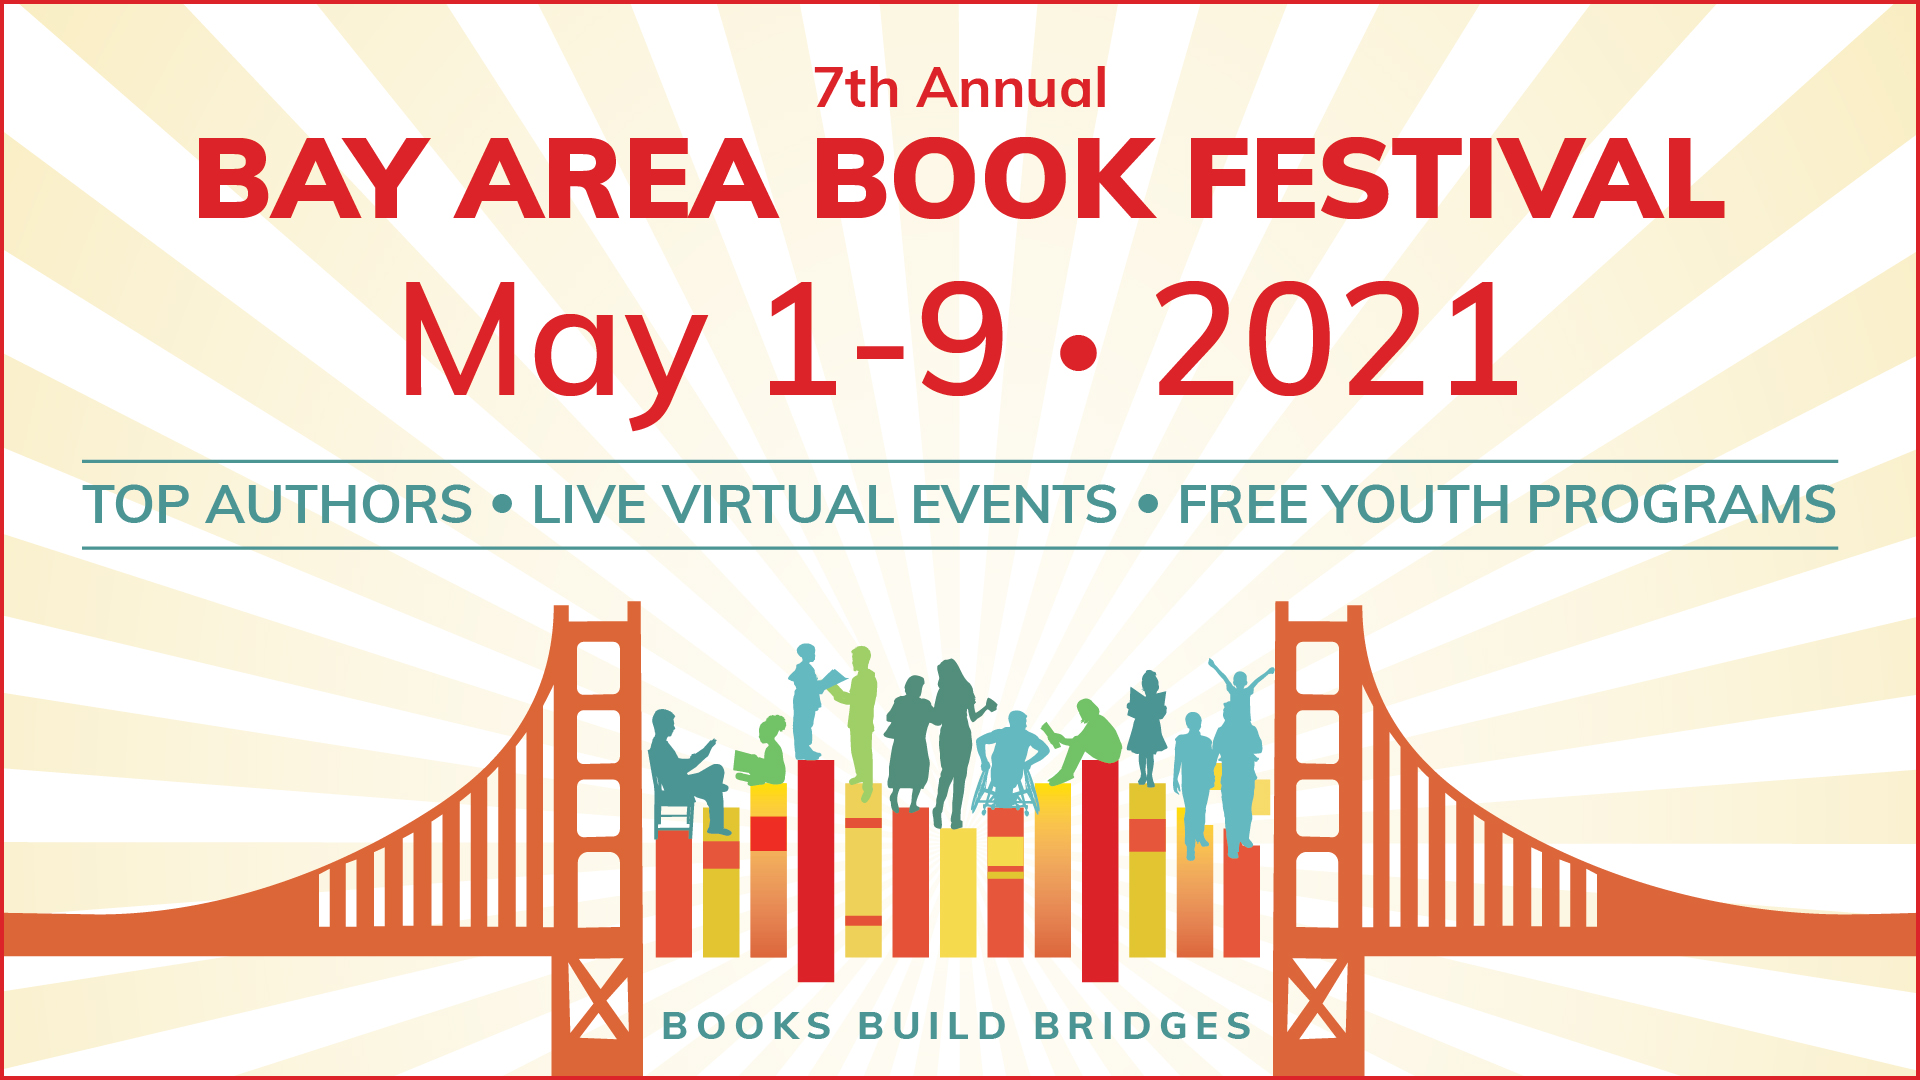 7th Annual
BAY AREA BOOK FESTIVAL
May 1-9 • 2021
TOP AUTHORS • LIVE VIRTUAL EVENTS • FREE YOUTH PROGRAMS
BOOKS BUILD BRIDGES